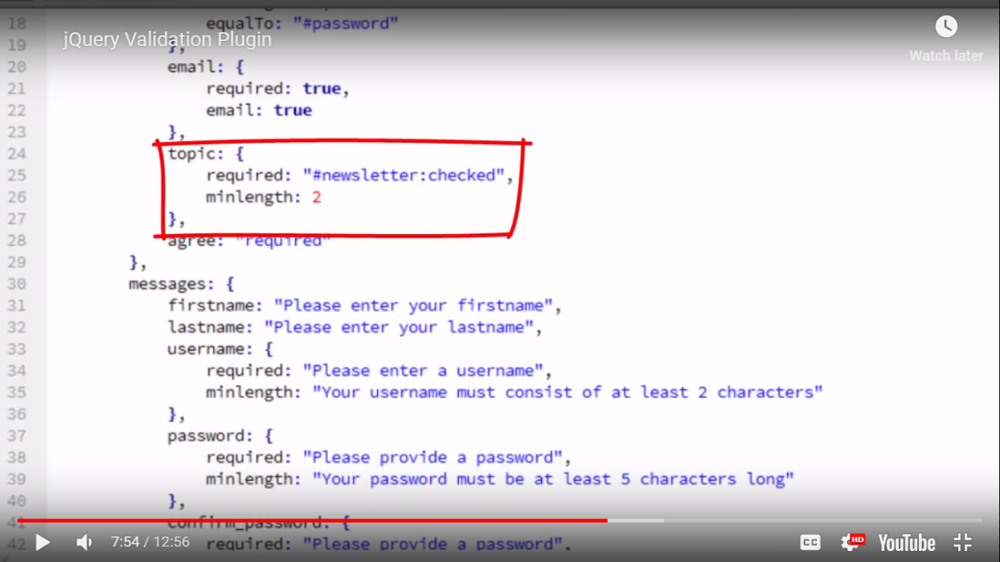 18 equalTo: "#password"
jQuery Validation Plugin
Watch later
19 },
20 email: {
21 required: true,
22 email: true
23 },
24 topic: {
25 required: "#newsletter:checked",
26 minlength: 2
27 },
28 agree: "required"
29 },
30 messages: {
31 firstname: "Please enter your firstname",
32 lastname: "Please enter your lastname",
33 username: {
34 required: "Please enter a username",
35 minlength: "Your username must consist of at least 2 characters"
36 },
37 password: {
38 required: "Please provide a password",
39 minlength: "Your password must be at least 5 characters long"
40 },
41 confirm_password: {
42 required: "Please provide a password",
7:54 / 12:56
CC HD YouTube